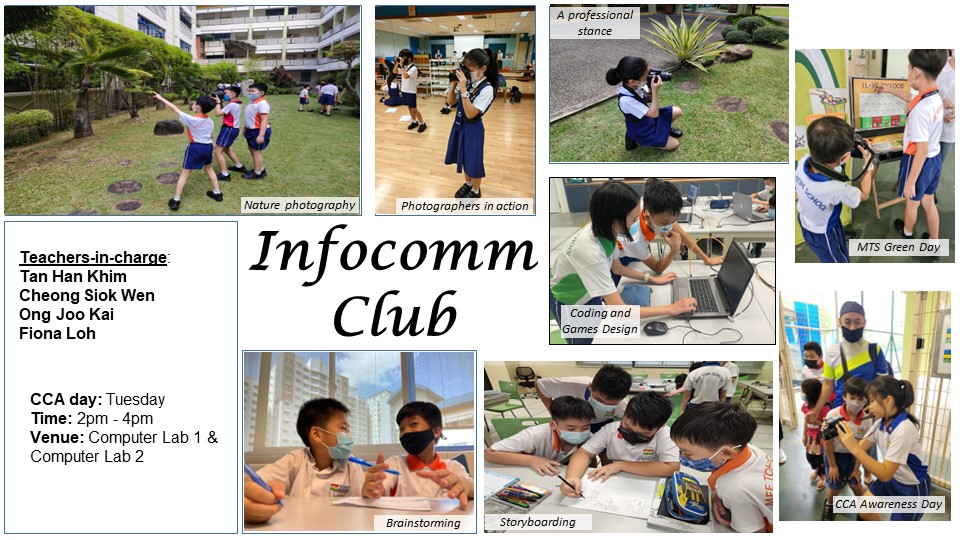 Nature photography
Photographers in action
A professional
stance
MTS Green Day
Teachers-in-charge:
Tan Han Khim
Cheong Siok Wen
Ong Joo Kai
Fiona Loh
CCA day: Tuesday
Time: 2pm - 4pm
Venue: Computer Lab 1 &
Computer Lab 2
Infocomm
Club
Coding and
Games Design
Brainstorming
Storyboarding
CCA Awareness Day